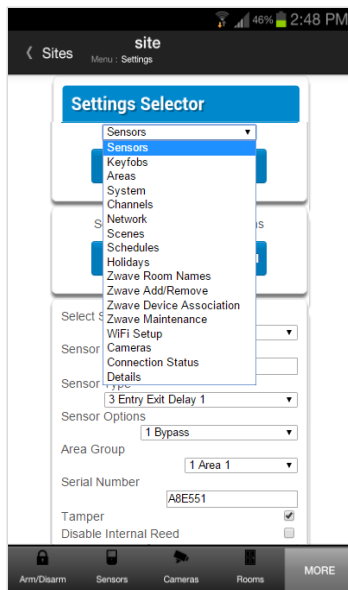 46% 2:48 PM
Sites
site
Menu : Settings
Settings Selector
Sensors
Sensors
Keyfobs
Areas
System
Channels
Network
Scenes
Schedules
Holidays
Zwave Room Names
Zwave Add/Remove
Zwave Device Association
Zwave Maintenance
WiFi Setup
Cameras
Connection Status
Details
Select S
Sensor
Sensor Type
3 Entry Exit Delay 1
Sensor Options
1 Bypass
Area Group
1 Area 1
Serial Number
A8E551
Tamper
Disable Internal Reed
Arm/Disarm Sensors Cameras Rooms MORE